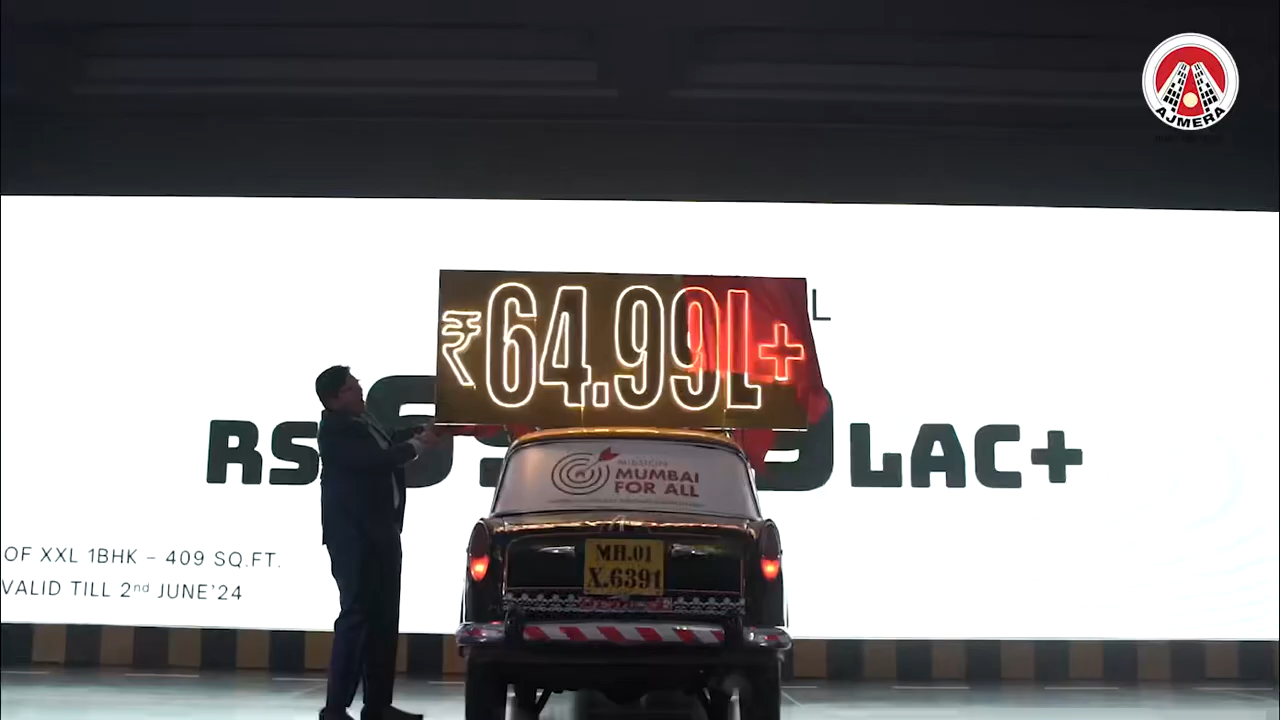 AJMERA
L
₹64.99L+
RS
LAC+
MISSION
MUMBAI
FOR ALL
OF XXL 1BHK – 409 SQ.FT.
VALID TILL 2nd JUNE'24
MH.01
X.6391